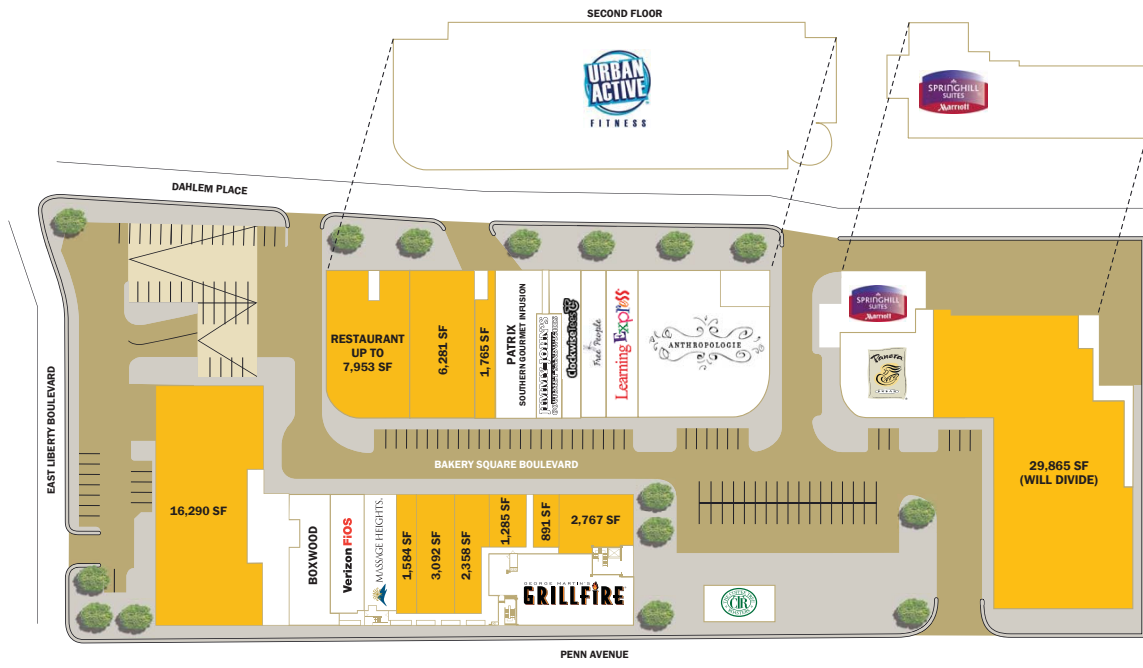 SECOND FLOOR
URBAN
ACTIVE
FITNESS
SPRINGHILL
SUITES
Marriott
DAHLEM PLACE
EAST LIBERTY BOULEVARD
RESTAURANT
UP TO
7,953 SF
6,281 SF
1,765 SF
PATRIX
SOUTHERN GOURMET INFUSION
Free People
Learning Express
ANTHROPOLOGIE
SPRINGHILL
SUITES
Marriott
Panera
BREAD
BAKERY SQUARE BOULEVARD
29,865 SF
(WILL DIVIDE)
16,290 SF
BOXWOOD
Verizon FiOS
MASSAGE HEIGHTS.
1,584 SF
3,092 SF
2,358 SF
1,285 SF
891 SF
2,767 SF
GEORGE MARTIN'S
GRILLFIRE
PENN AVENUE